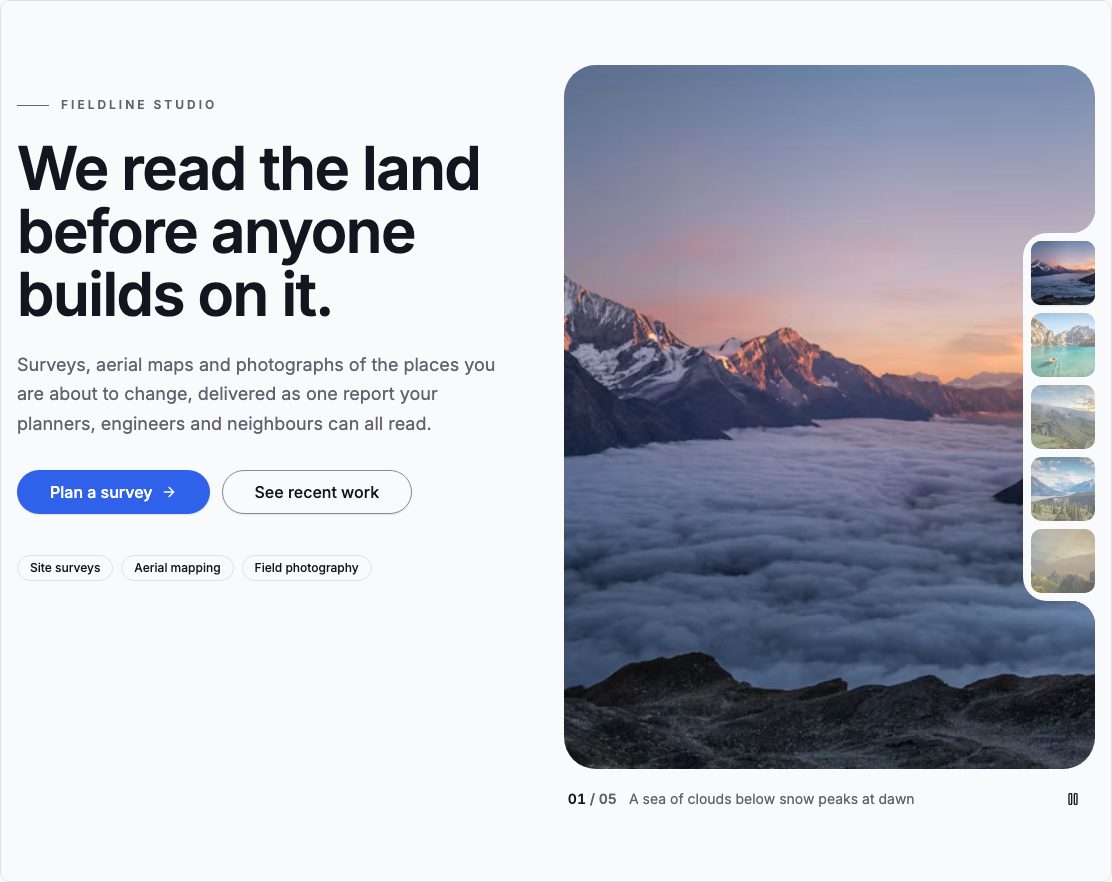 FIELDLINE STUDIO
We read the land
before anyone
builds on it.
Surveys, aerial maps and photographs of the places you
are about to change, delivered as one report your
planners, engineers and neighbours can all read.
Plan a survey
See recent work
Site surveys
Aerial mapping
Field photography
01 / 05 A sea of clouds below snow peaks at dawn